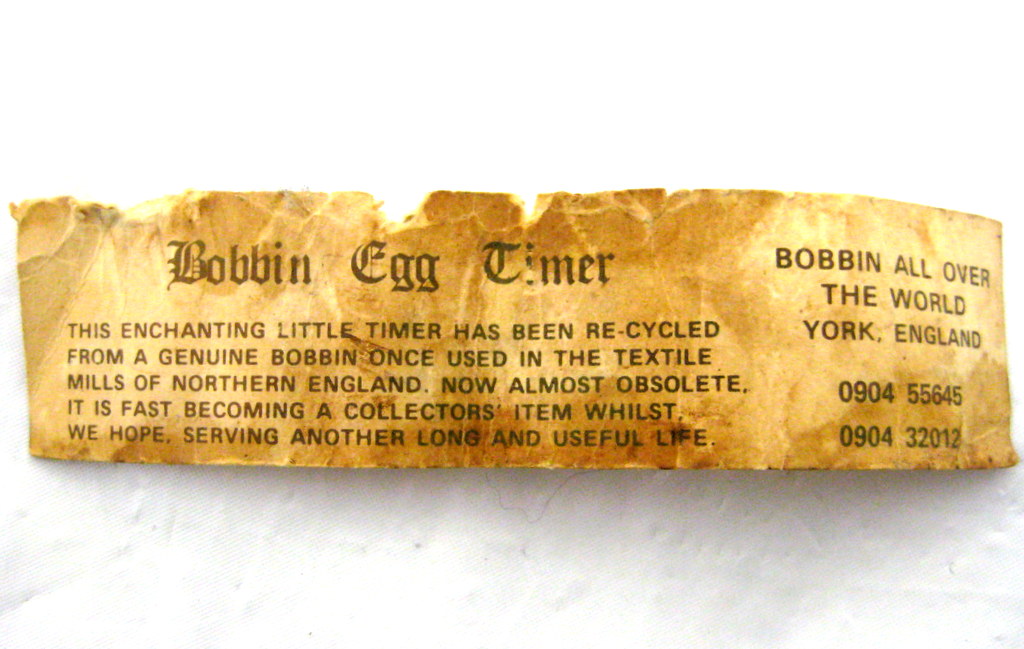 Bobbin Egg Timer
THIS ENCHANTING LITTLE TIMER HAS BEEN RE-CYCLED
FROM A GENUINE BOBBIN ONCE USED IN THE TEXTILE
MILLS OF NORTHERN ENGLAND. NOW ALMOST OBSOLETE,
IT IS FAST BECOMING A COLLECTORS' ITEM WHILST,
WE HOPE, SERVING ANOTHER LONG AND USEFUL LIFE.
BOBBIN ALL OVER
THE WORLD
YORK, ENGLAND
0904 55645
0904 32012